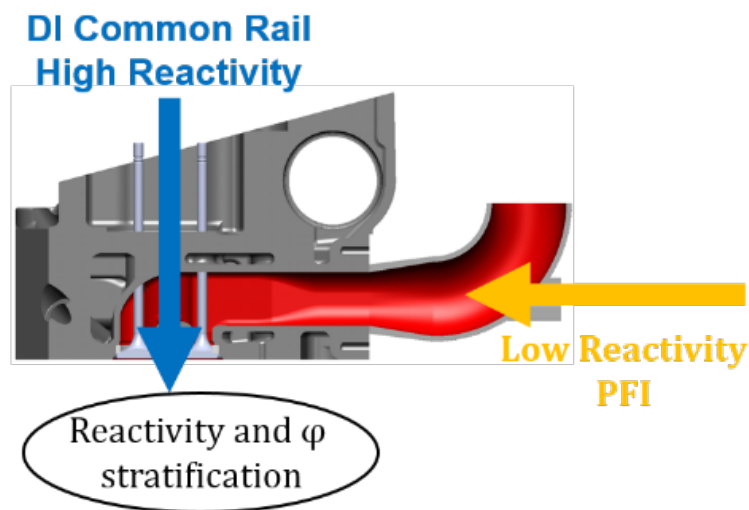 DI Common Rail
High Reactivity
Low Reactivity
PFI
Reactivity and φ
stratification